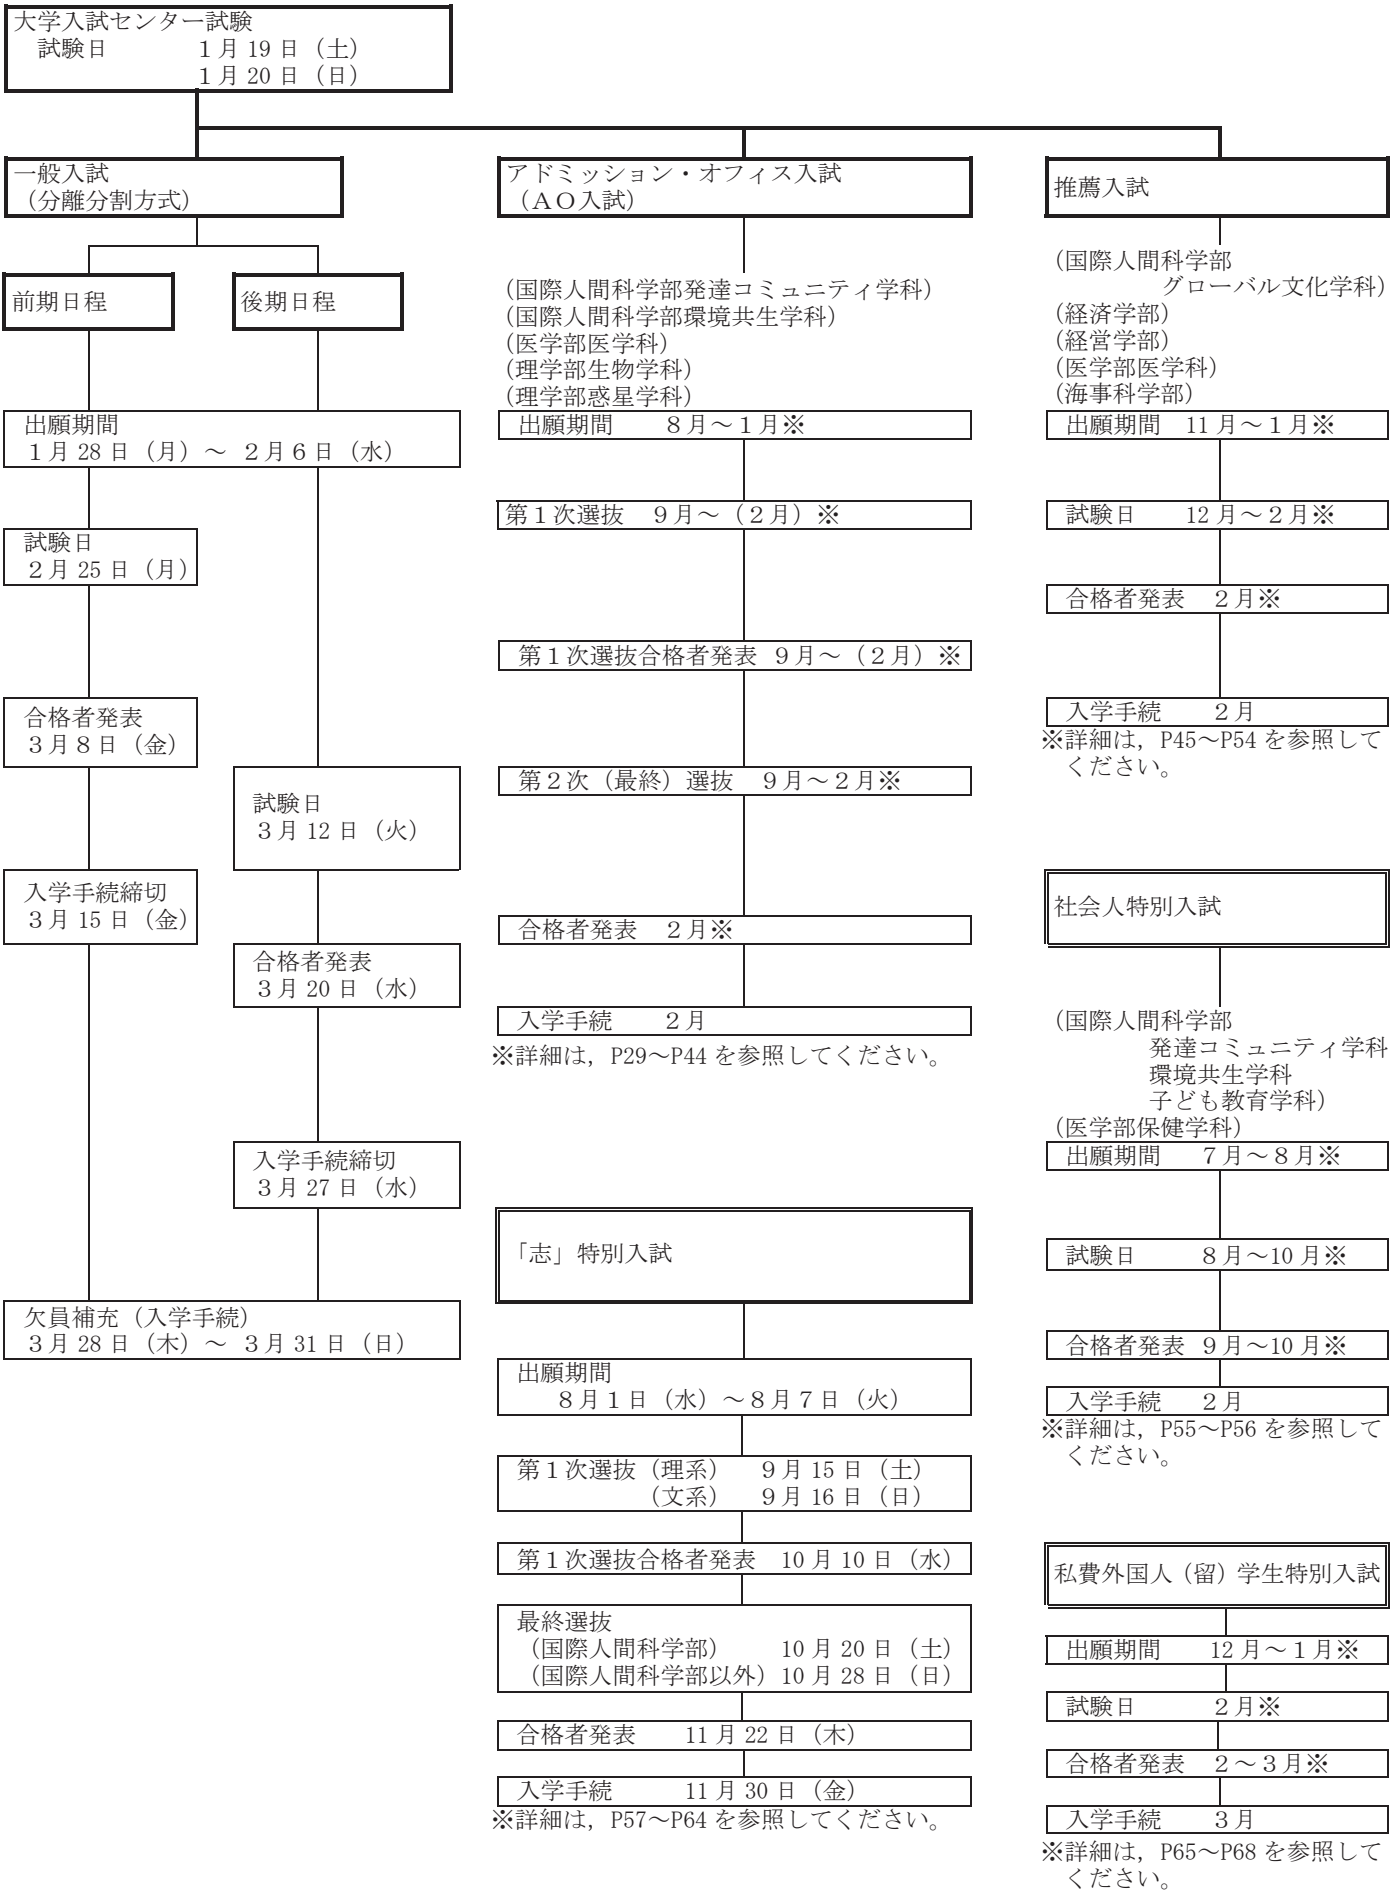 大学入試センター試験
試験日 1月19日（土）
1月20日（日）
一般入試
（分離分割方式）
前期日程
後期日程
出願期間
1月28日（月）～ 2月6日（水）
試験日
2月25日（月）
合格者発表
3月8日（金）
入学手続締切
3月15日（金）
試験日
3月12日（火）
合格者発表
3月20日（水）
入学手続締切
3月27日（水）
欠員補充（入学手続）
3月28日（木）～ 3月31日（日）
アドミッション・オフィス入試
（ＡＯ入試）
（国際人間科学部発達コミュニティ学科）
（国際人間科学部環境共生学科）
（医学部医学科）
（理学部生物学科）
（理学部惑星学科）
出願期間 8月～1月※
第1次選抜 9月～（2月）※
第1次選抜合格者発表 9月～（2月）※
第2次（最終）選抜 9月～2月※
合格者発表 2月※
入学手続 2月
※詳細は，P29～P44を参照してください。
「志」特別入試
出願期間
8月1日（水）～8月7日（火）
第1次選抜（理系） 9月15日（土）
（文系） 9月16日（日）
第1次選抜合格者発表 10月10日（水）
最終選抜
（国際人間科学部） 10月20日（土）
（国際人間科学部以外）10月28日（日）
合格者発表 11月22日（木）
入学手続 11月30日（金）
※詳細は，P57～P64を参照してください。
推薦入試
（国際人間科学部
グローバル文化学科）
（経済学部）
（経営学部）
（医学部医学科）
（海事科学部）
出願期間 11月～1月※
試験日 12月～2月※
合格者発表 2月※
入学手続 2月
※詳細は，P45～P54を参照して
ください。
社会人特別入試
（国際人間科学部
発達コミュニティ学科
環境共生学科
子ども教育学科）
（医学部保健学科）
出願期間 7月～8月※
試験日 8月～10月※
合格者発表 9月～10月※
入学手続 2月
※詳細は，P55～P56を参照して
ください。
私費外国人（留）学生特別入試
出願期間 12月～1月※
試験日 2月※
合格者発表 2～3月※
入学手続 3月
※詳細は，P65～P68を参照して
ください。